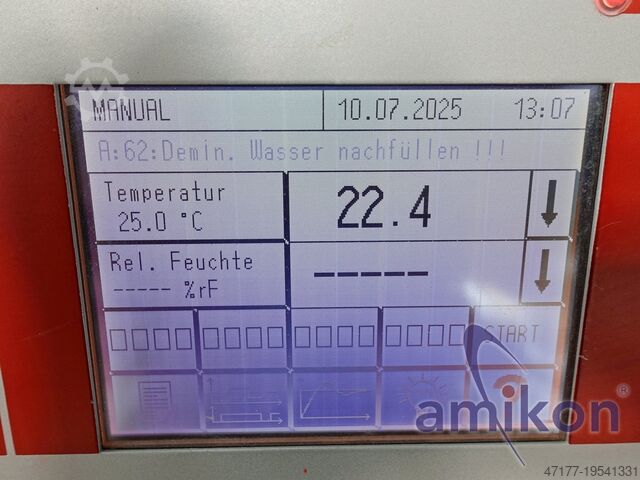 MANUAL 10.07.2025 13:07
A:62:Demin. Wasser nachfüllen !!!
Temperatur
25.0 °C 22.4
Rel. Feuchte
----- %rF -----
START
amikon®
47177-19541331